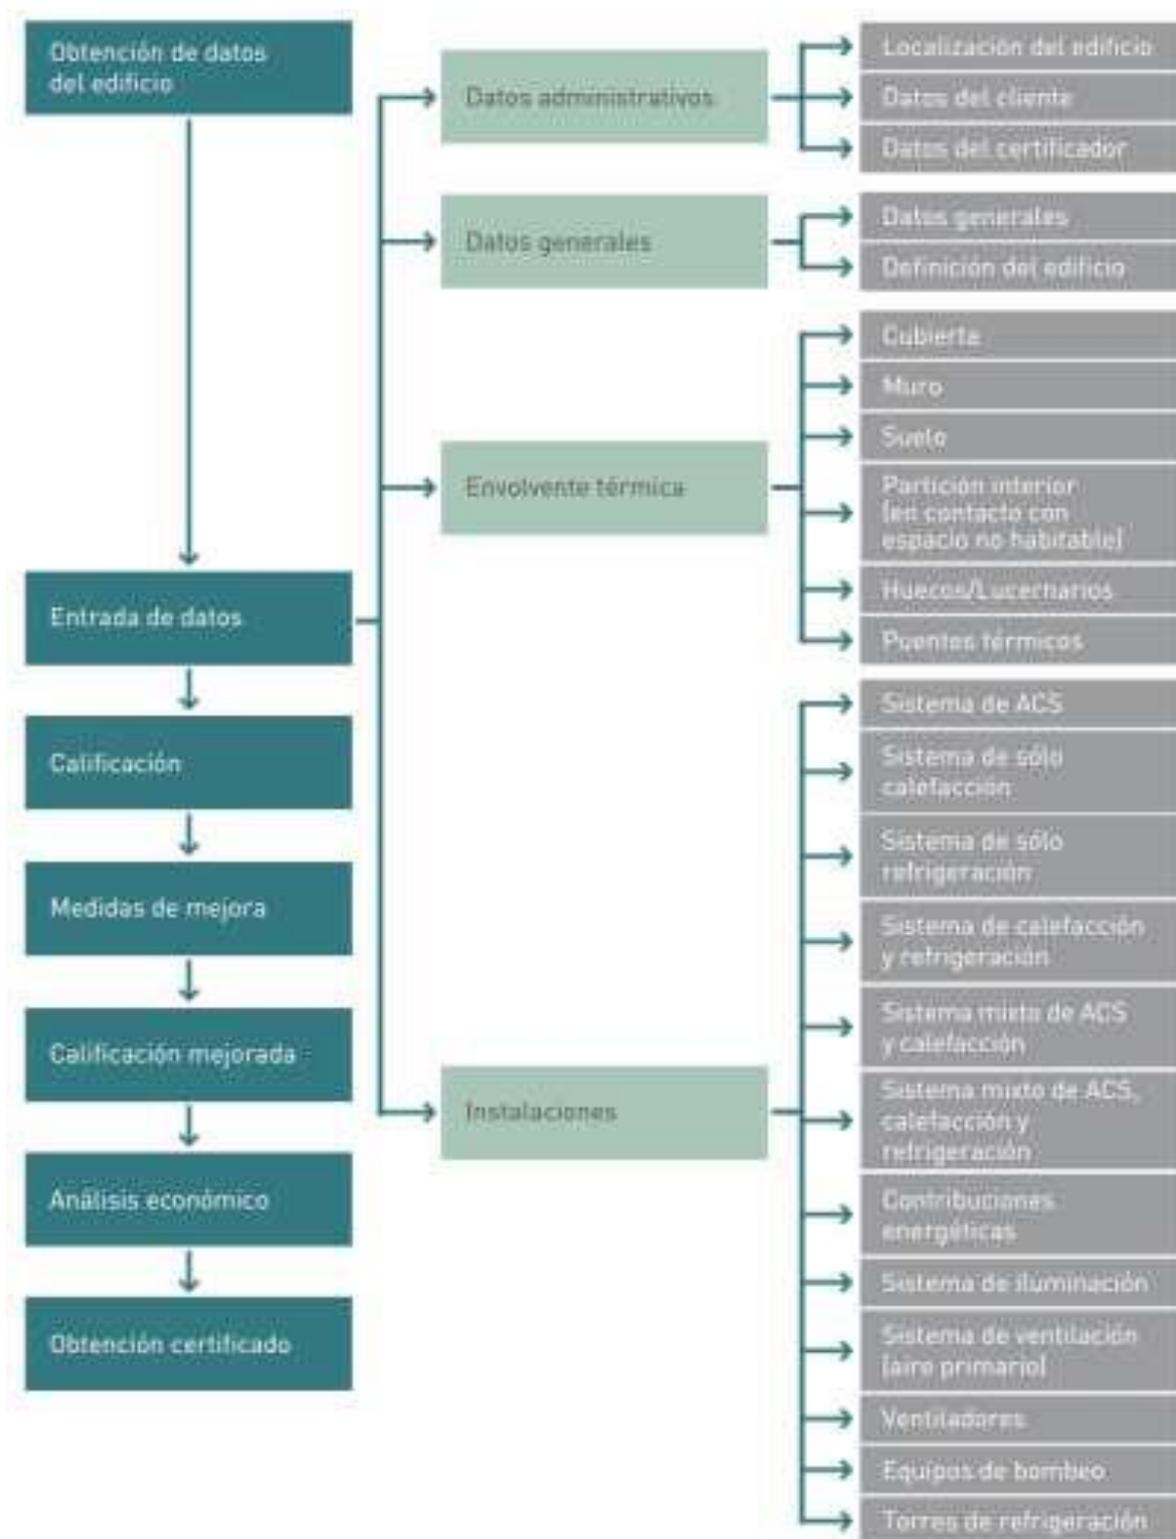 Obtención de datos
del edificio
Entrada de datos
Calificación
Medidas de mejora
Calificación mejorada
Análisis económico
Obtención certificado
Datos administrativos
Localización del edificio
Datos del cliente
Datos del certificador
Datos generales
Datos generales
Definición del edificio
Envolvente térmica
Cubierta
Muro
Suelo
Partición interior
(en contacto con
espacio no habitable)
Huecos/Lucernarios
Puentes térmicos
Instalaciones
Sistema de ACS
Sistema de sólo
calefacción
Sistema de sólo
refrigeración
Sistema de calefacción
y refrigeración
Sistema mixto de ACS
y calefacción
Sistema mixto de ACS,
calefacción y
refrigeración
Contribuciones
energéticas
Sistema de iluminación
Sistema de ventilación
(aire primario)
Ventiladores
Equipos de bombeo
Torres de refrigeración